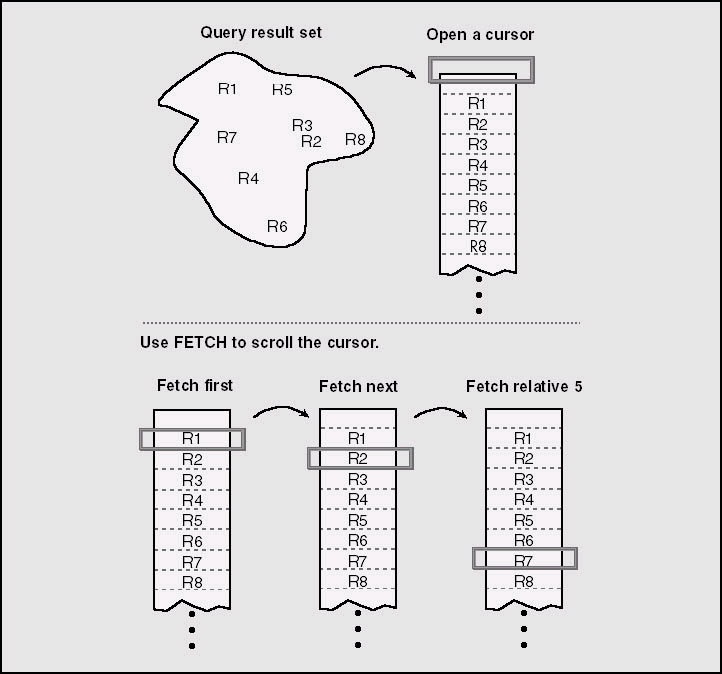 Query result set
Open a cursor
R1
R5
R3
R2
R8
R7
R4
R6
R1
R2
R3
R4
R5
R6
R7
R8
Use FETCH to scroll the cursor.
Fetch first
R1
R2
R3
R4
R5
R6
R7
R8
Fetch next
R1
R2
R3
R4
R5
R6
R7
R8
Fetch relative 5
R1
R2
R3
R4
R5
R6
R7
R8